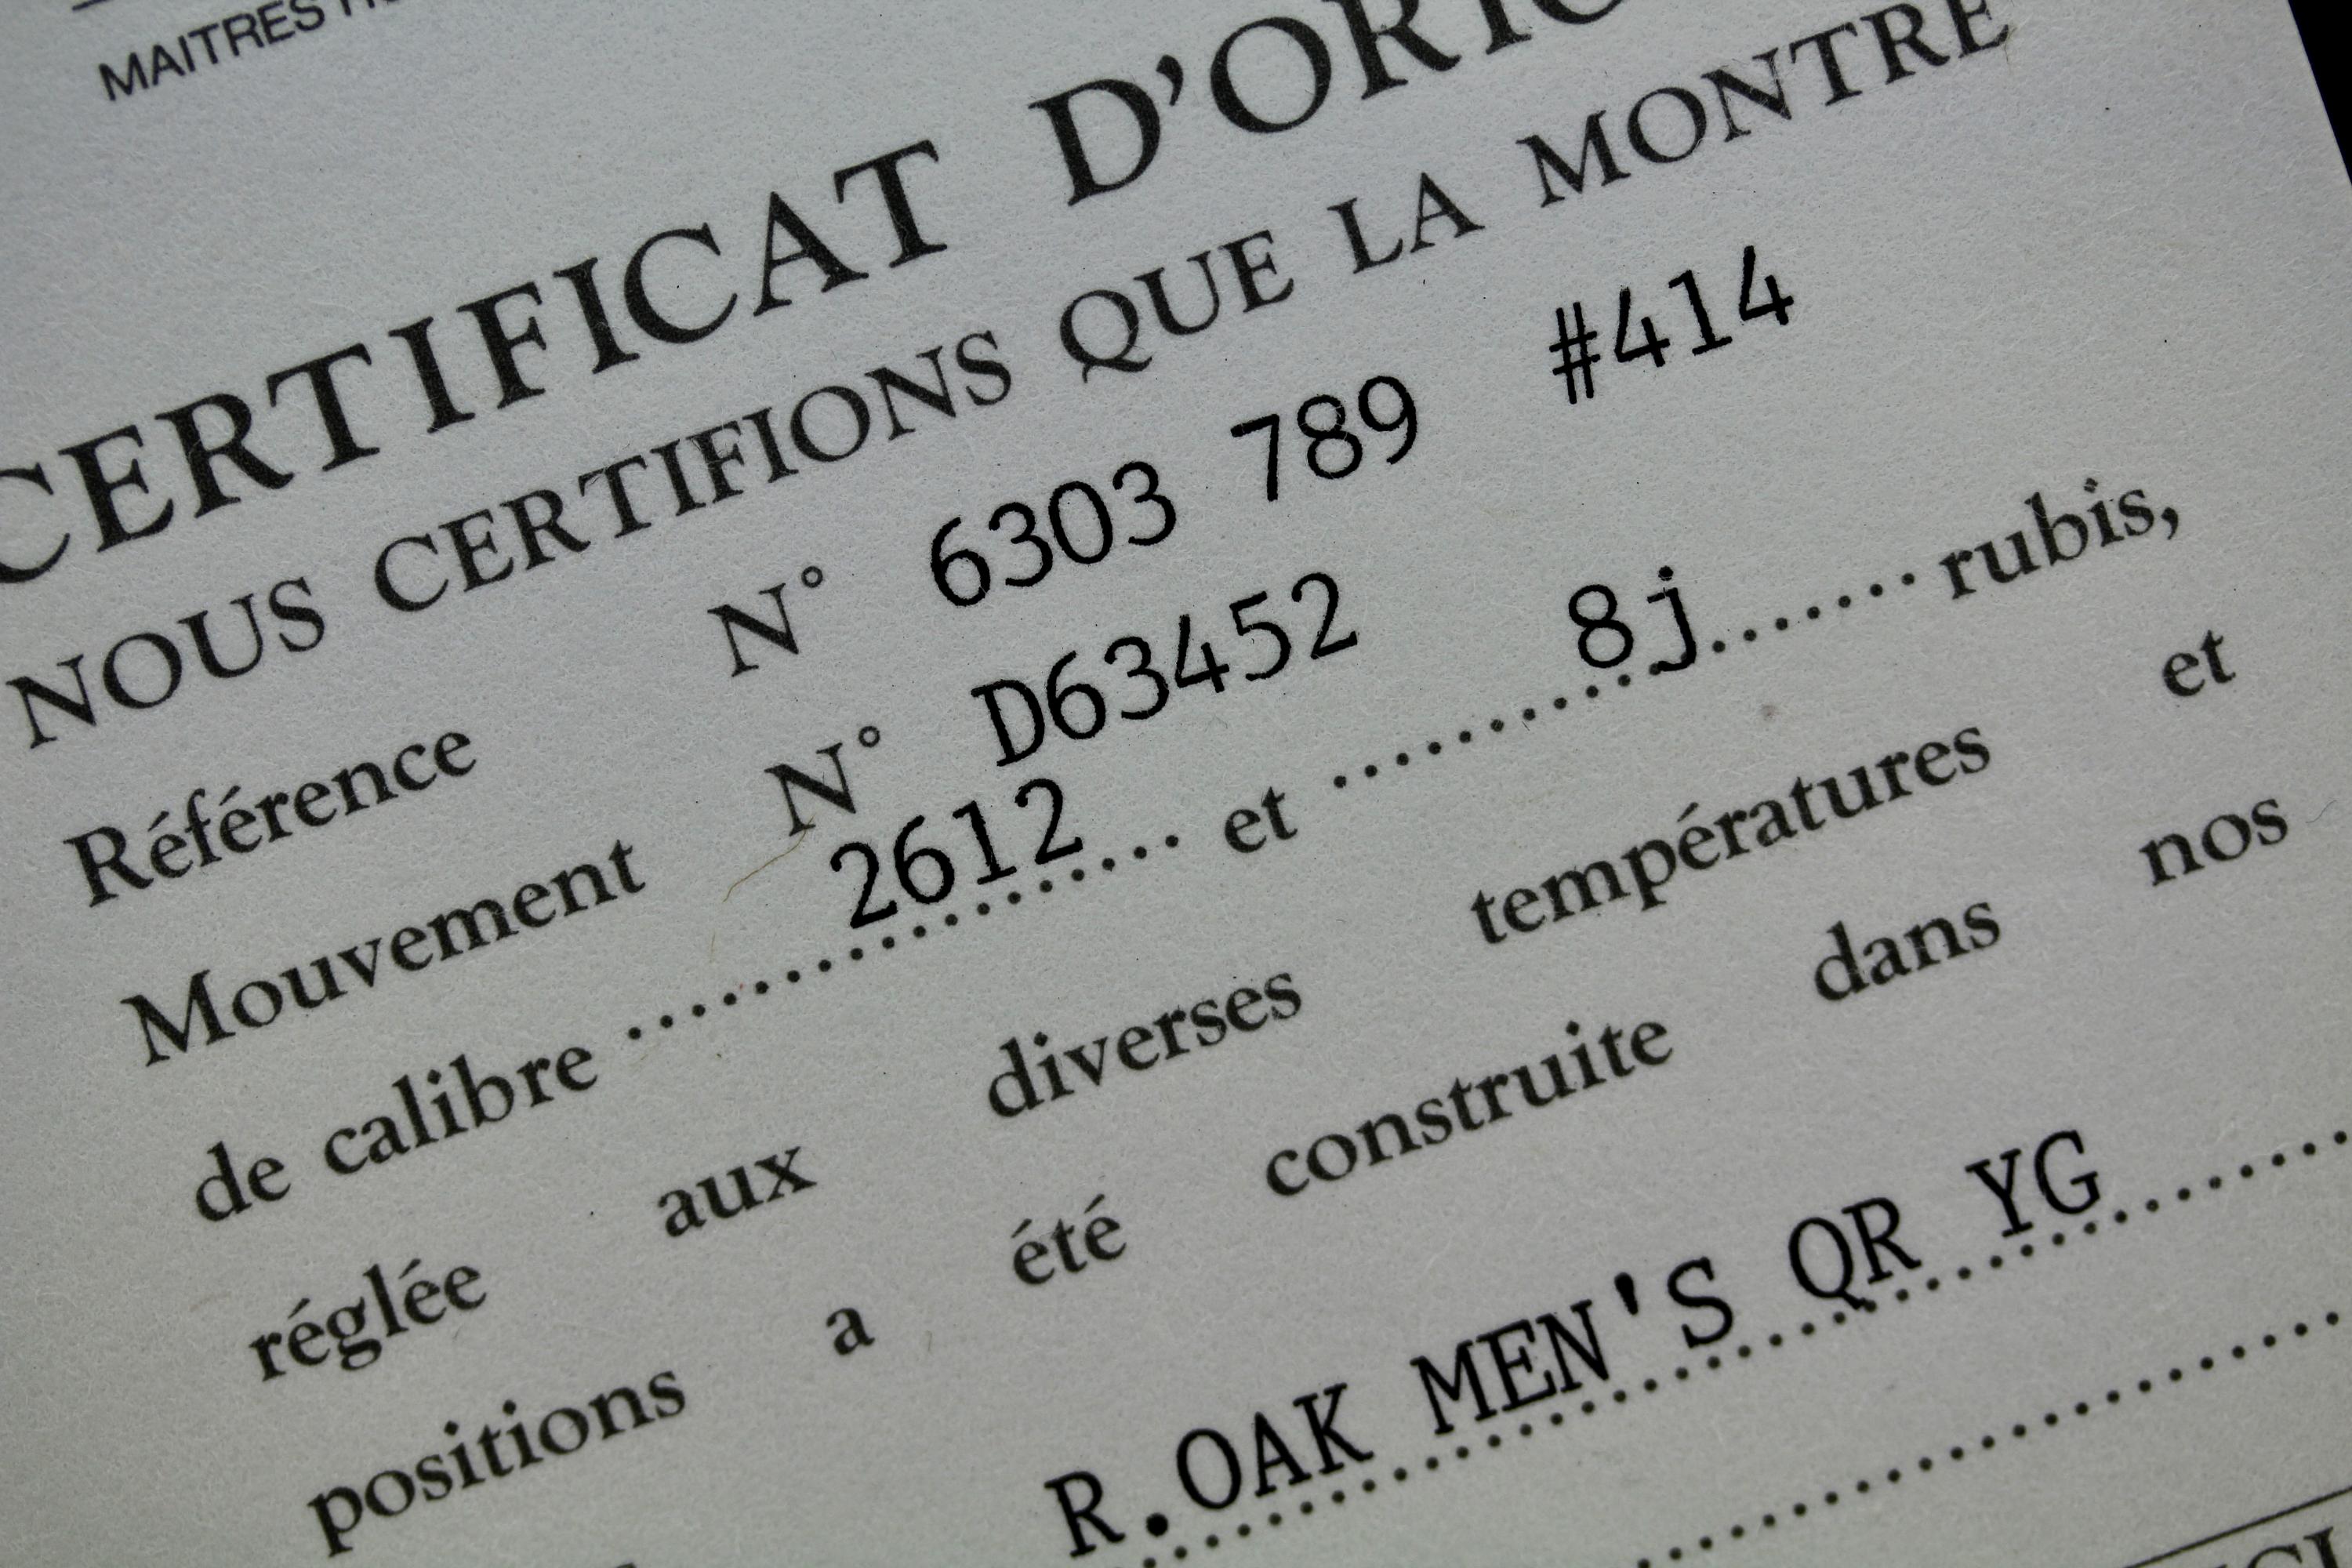 MAITRES
CERTIFICAT D'ORIG
NOUS CERTIFIONS QUE LA MONTRE
Référence N° 6303 789 #414
Mouvement N° D63452
de calibre 2612 et 8j rubis,
réglée aux diverses températures et
positions a été construite dans nos
R.OAK MEN'S QR YG